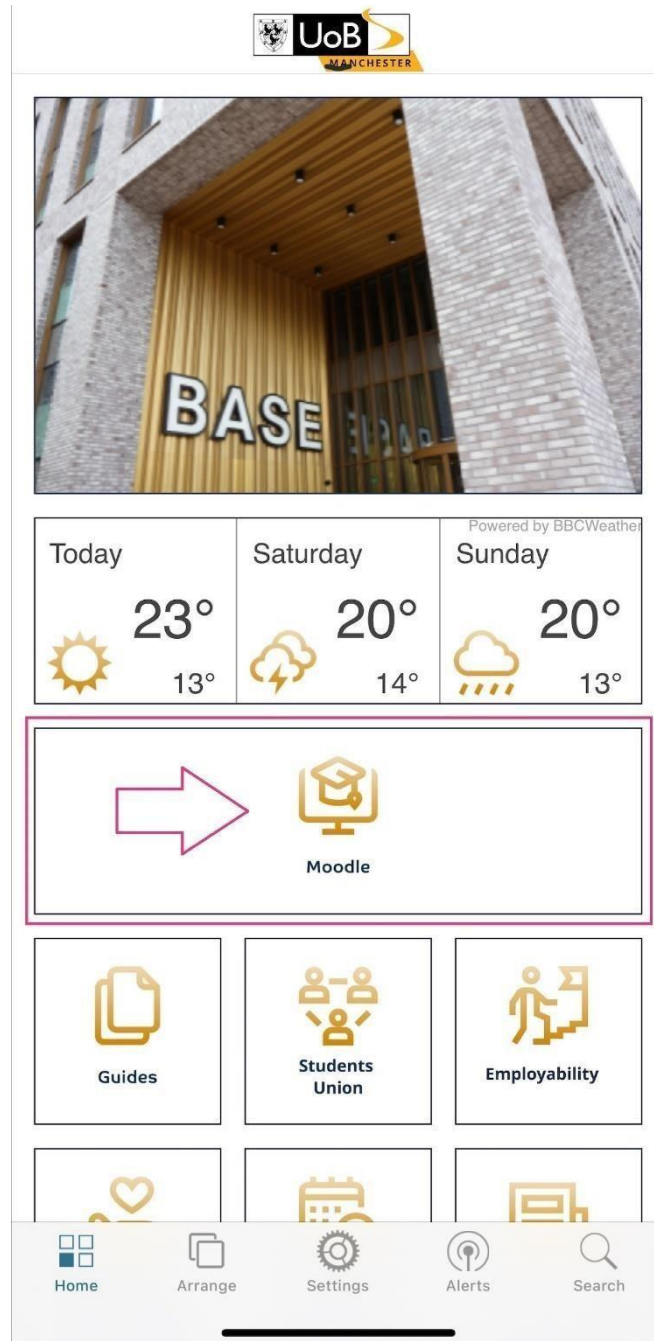 UoB
MANCHESTER
BASE
Powered by BBCWeather
Today
Saturday
Sunday
23°
20°
20°
13°
14°
13°
Moodle
Guides
Students
Union
Employability
Home
Arrange
Settings
Alerts
Search